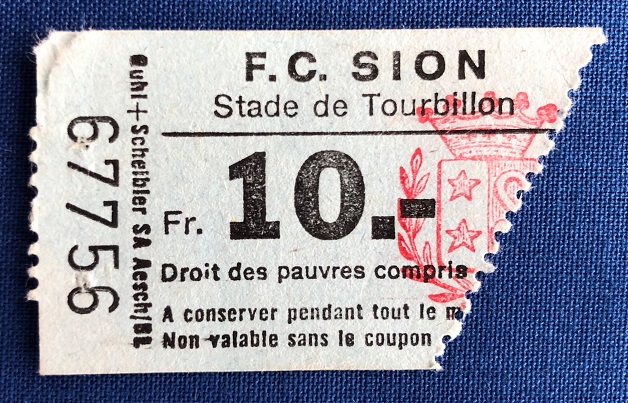 F.C. SION
Stade de Tourbillon
Fr. 10.-
Droit des pauvres compris
A conserver pendant tout le m
Non valable sans le coupon
67756
Buhl+Scheibler SA Aesch/BL